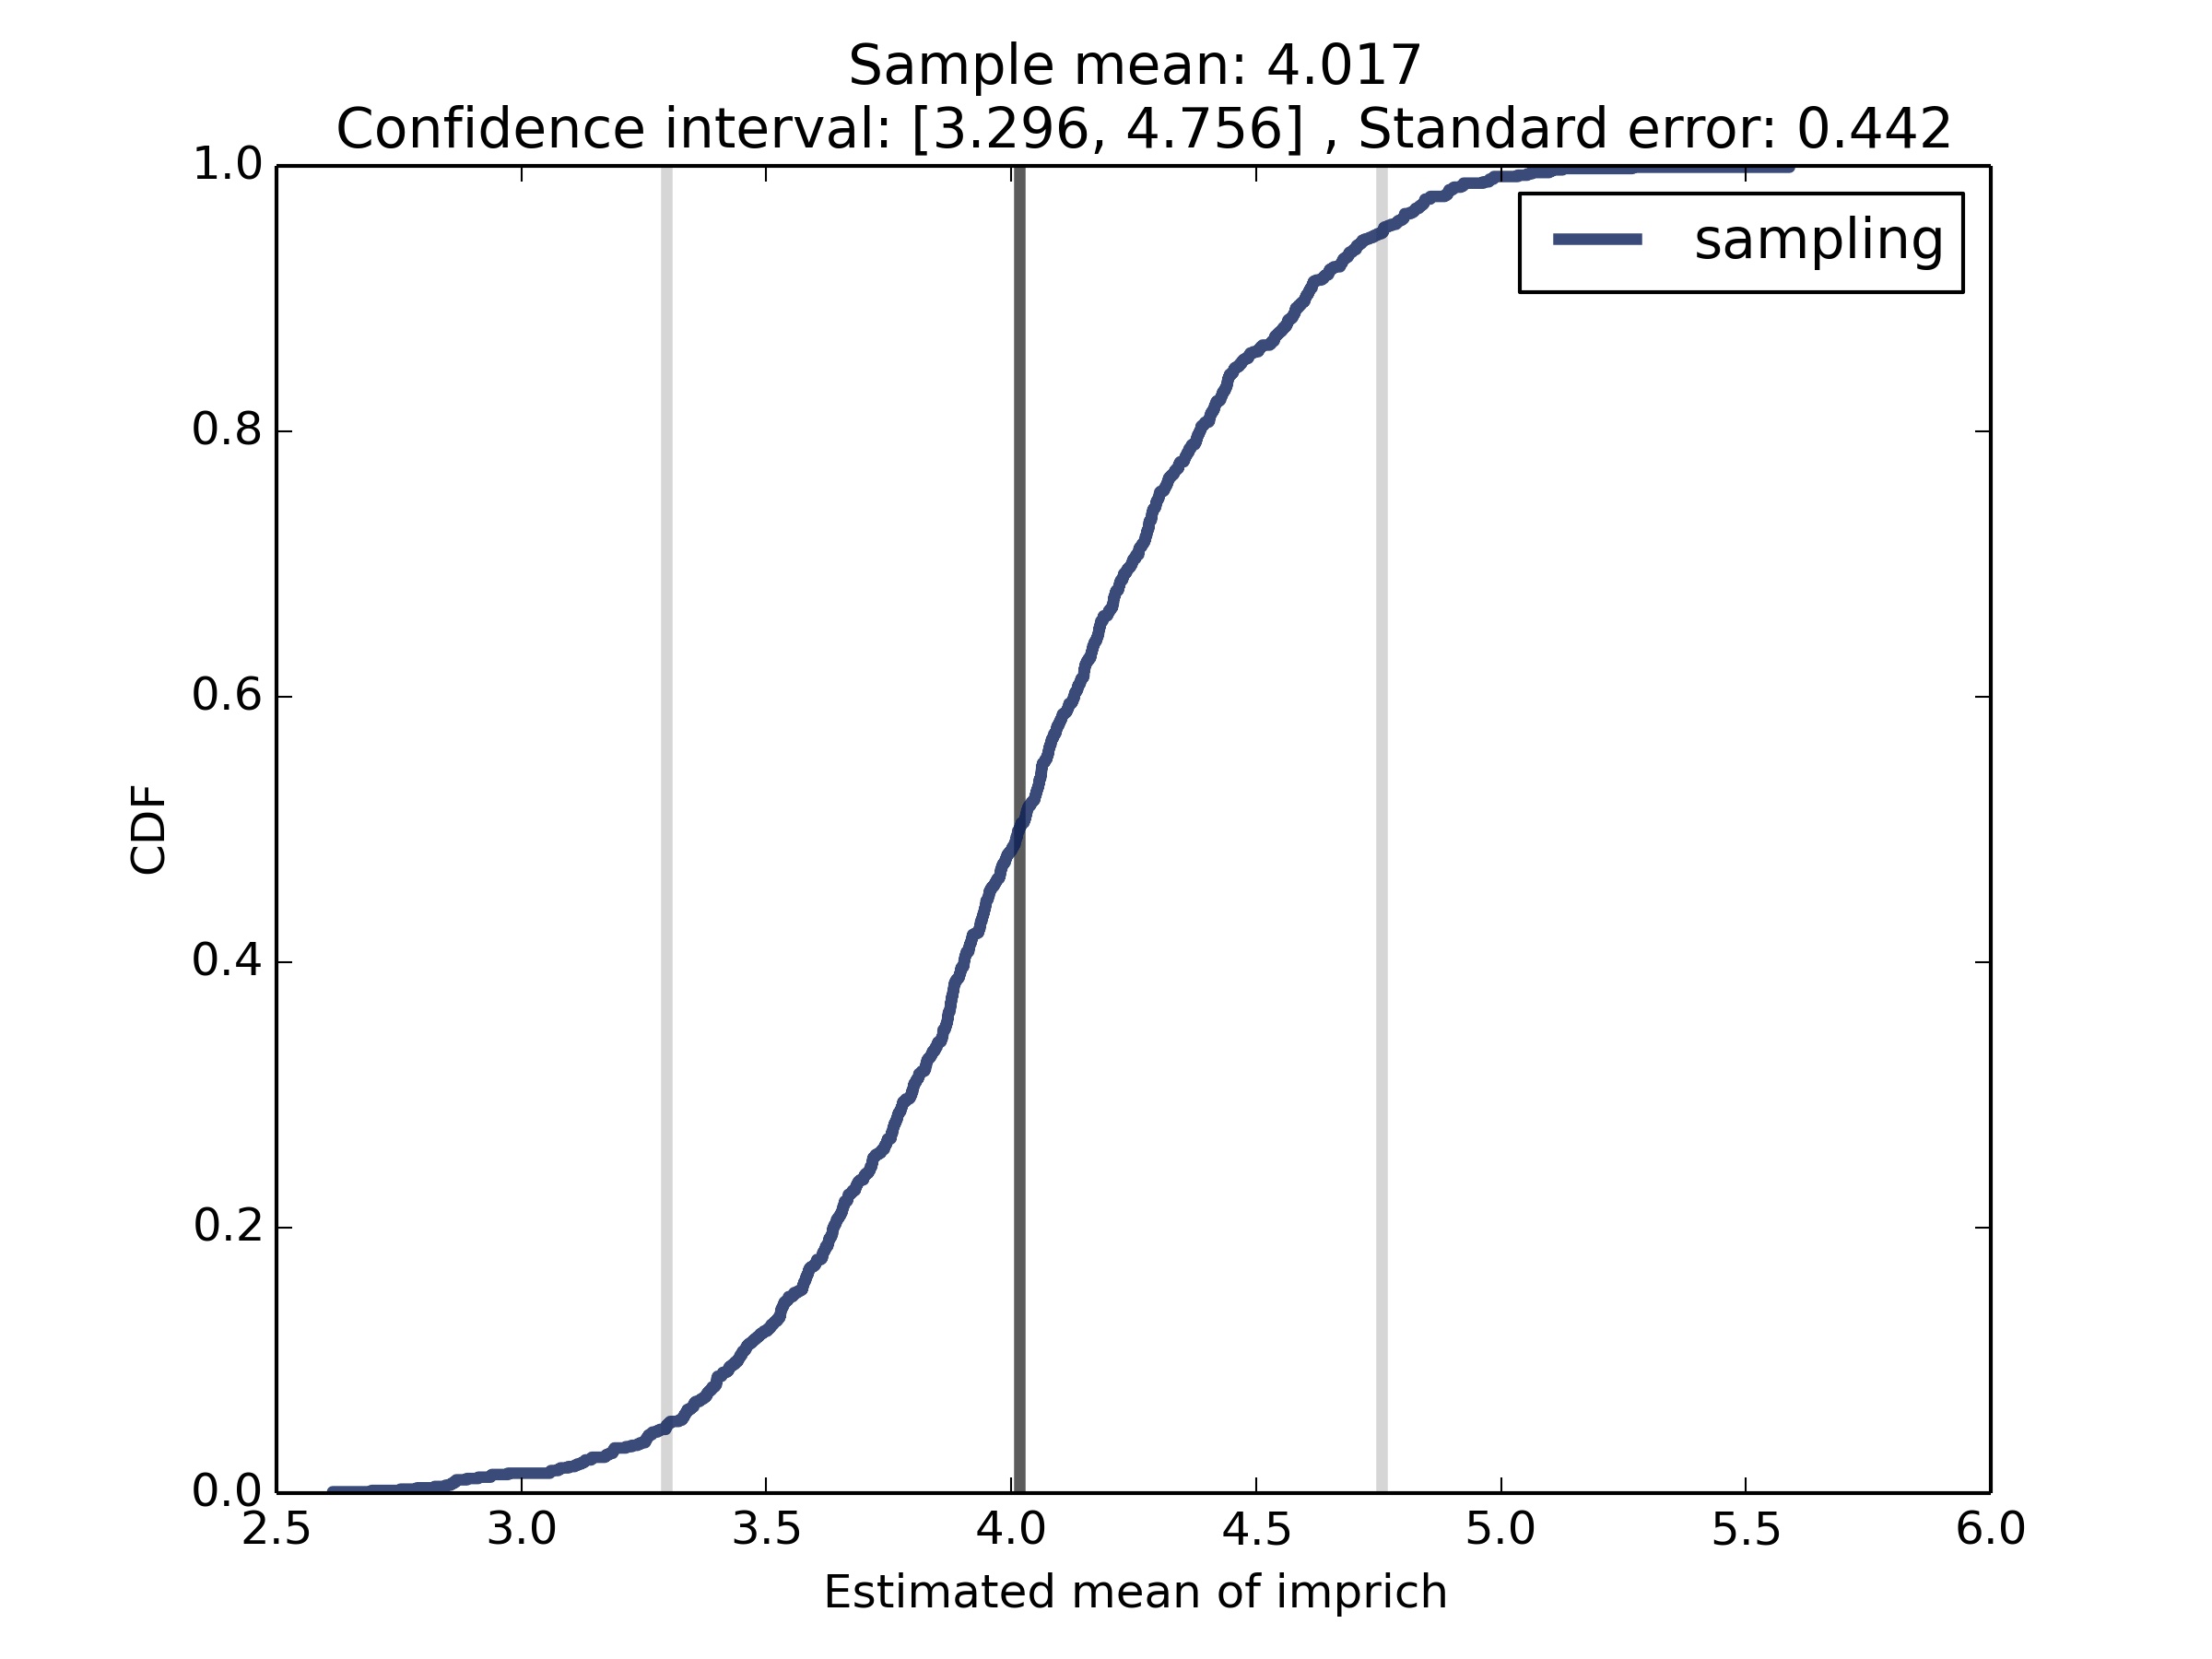 Sample mean: 4.017
Confidence interval: [3.296, 4.756] , Standard error: 0.442
1.0
0.8
0.6
0.4
0.2
0.0
CDF
sampling
2.5 3.0 3.5 4.0 4.5 5.0 5.5 6.0
Estimated mean of imprich